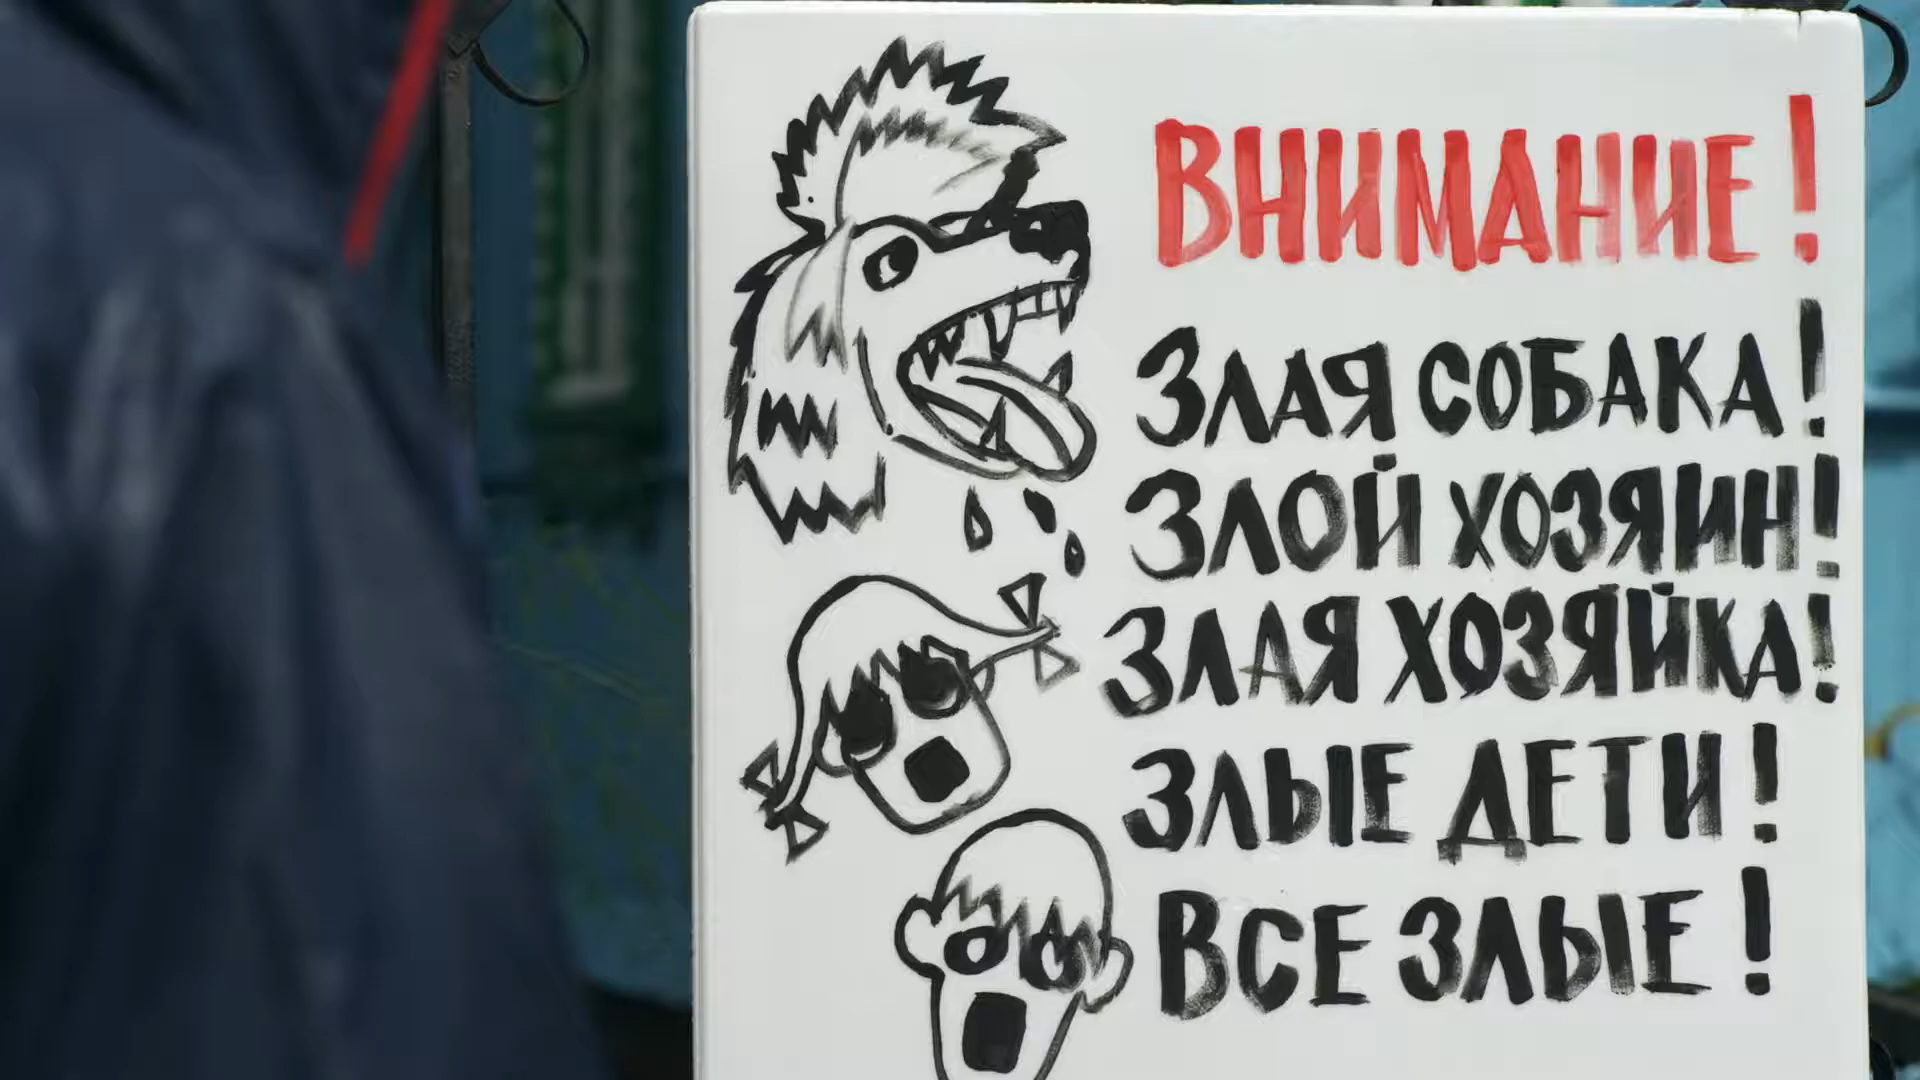 ВНИМАНИЕ!
ЗЛАЯ СОБАКА!
ЗЛОЙ ХОЗЯИН!
ЗЛАЯ ХОЗЯЙКА!
ЗЛЫЕ ДЕТИ!
ВСЕ ЗЛЫЕ!